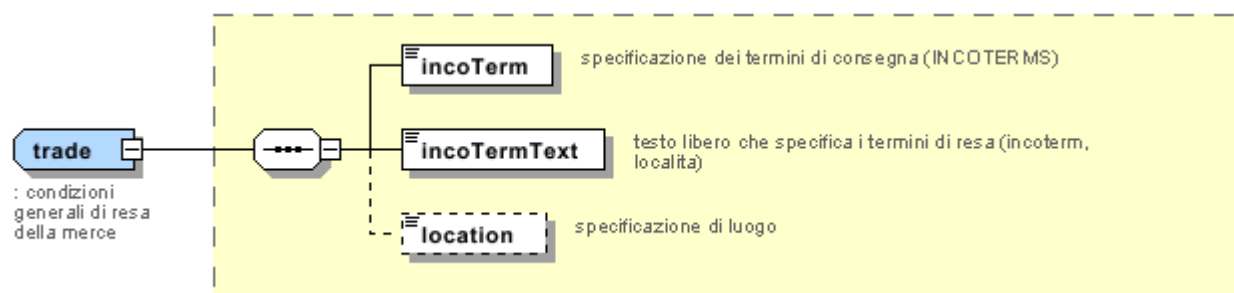 incoTerm
specificazione dei termini di consegna (INCOTERMS)
trade
: condizioni
generali di resa
della merce
incoTermText
testo libero che specifica i termini di resa (incoterm,
localita)
location
specificazione di luogo